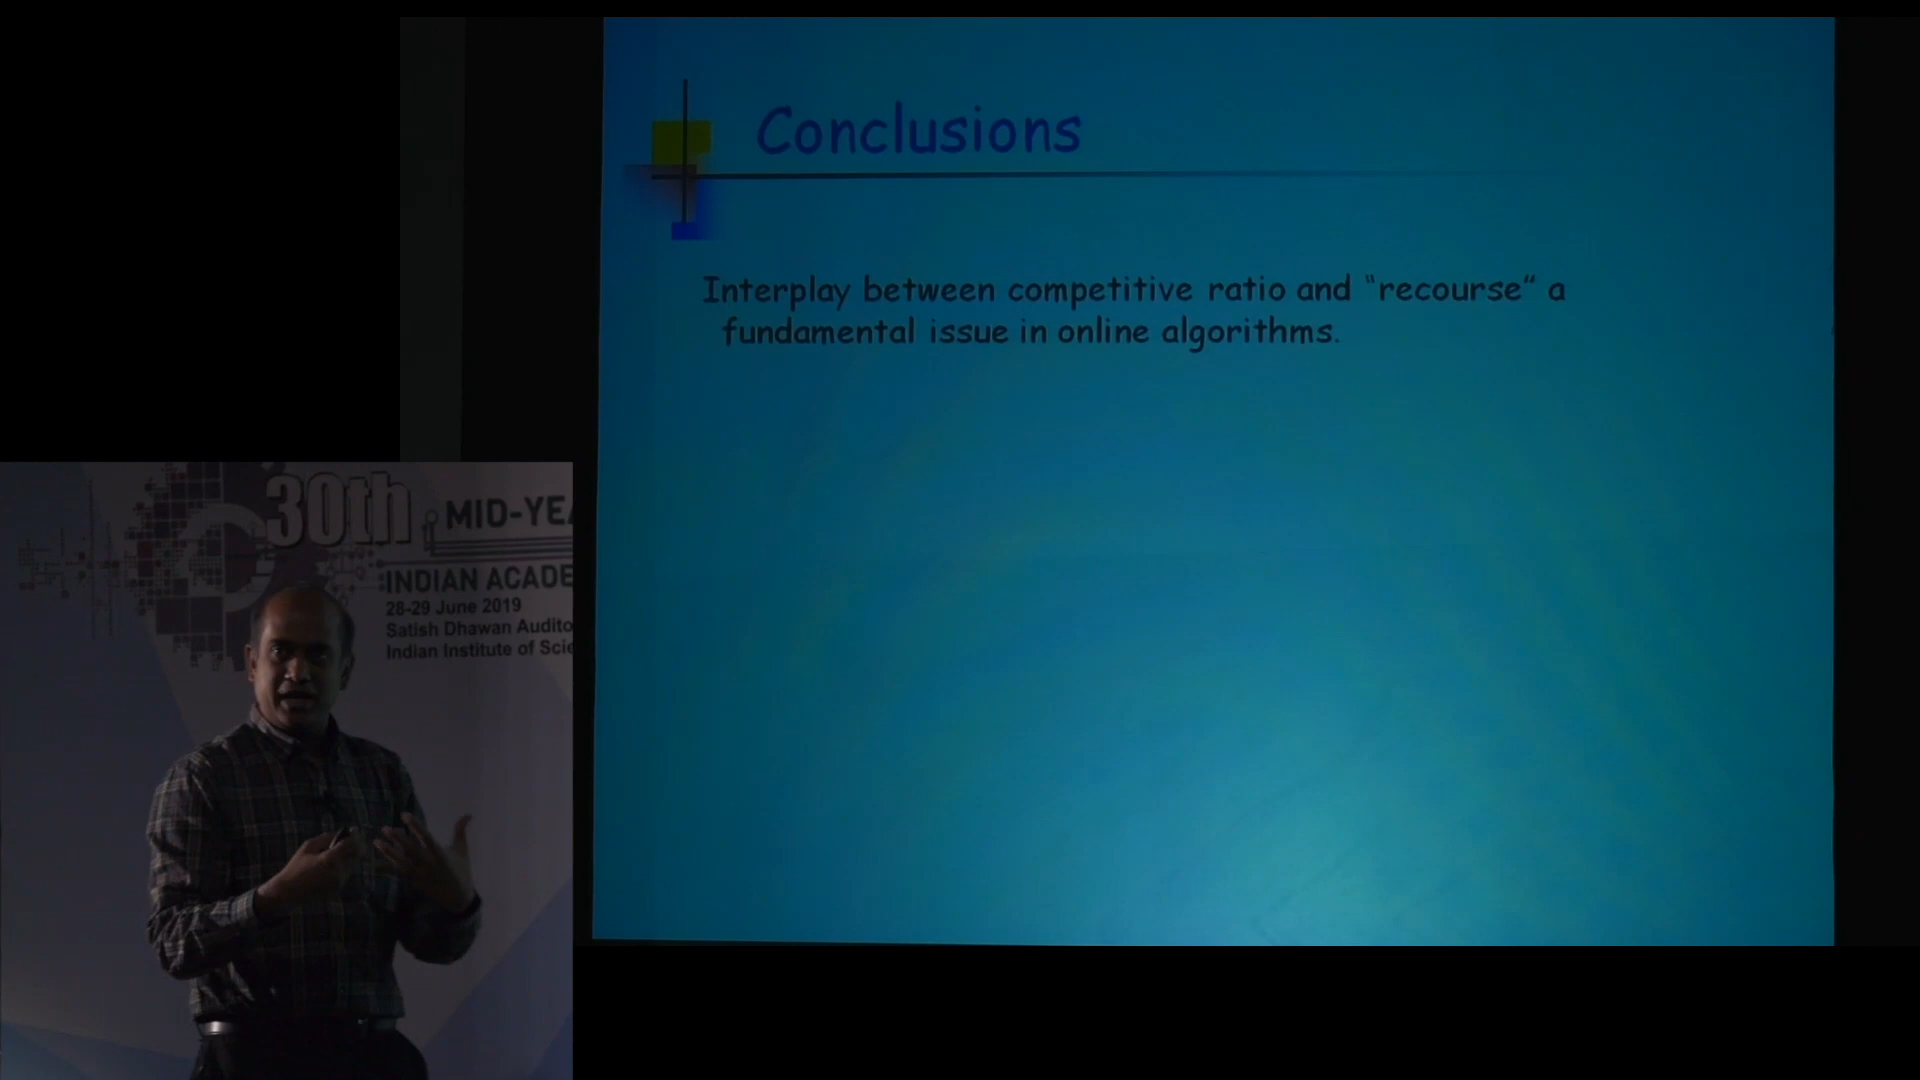 Conclusions
Interplay between competitive ratio and “recourse” a
fundamental issue in online algorithms.
30th
MID-YEA
INDIAN ACADE
28-29 June 2019
Satish Dhawan Audito
Indian Institute of Scie